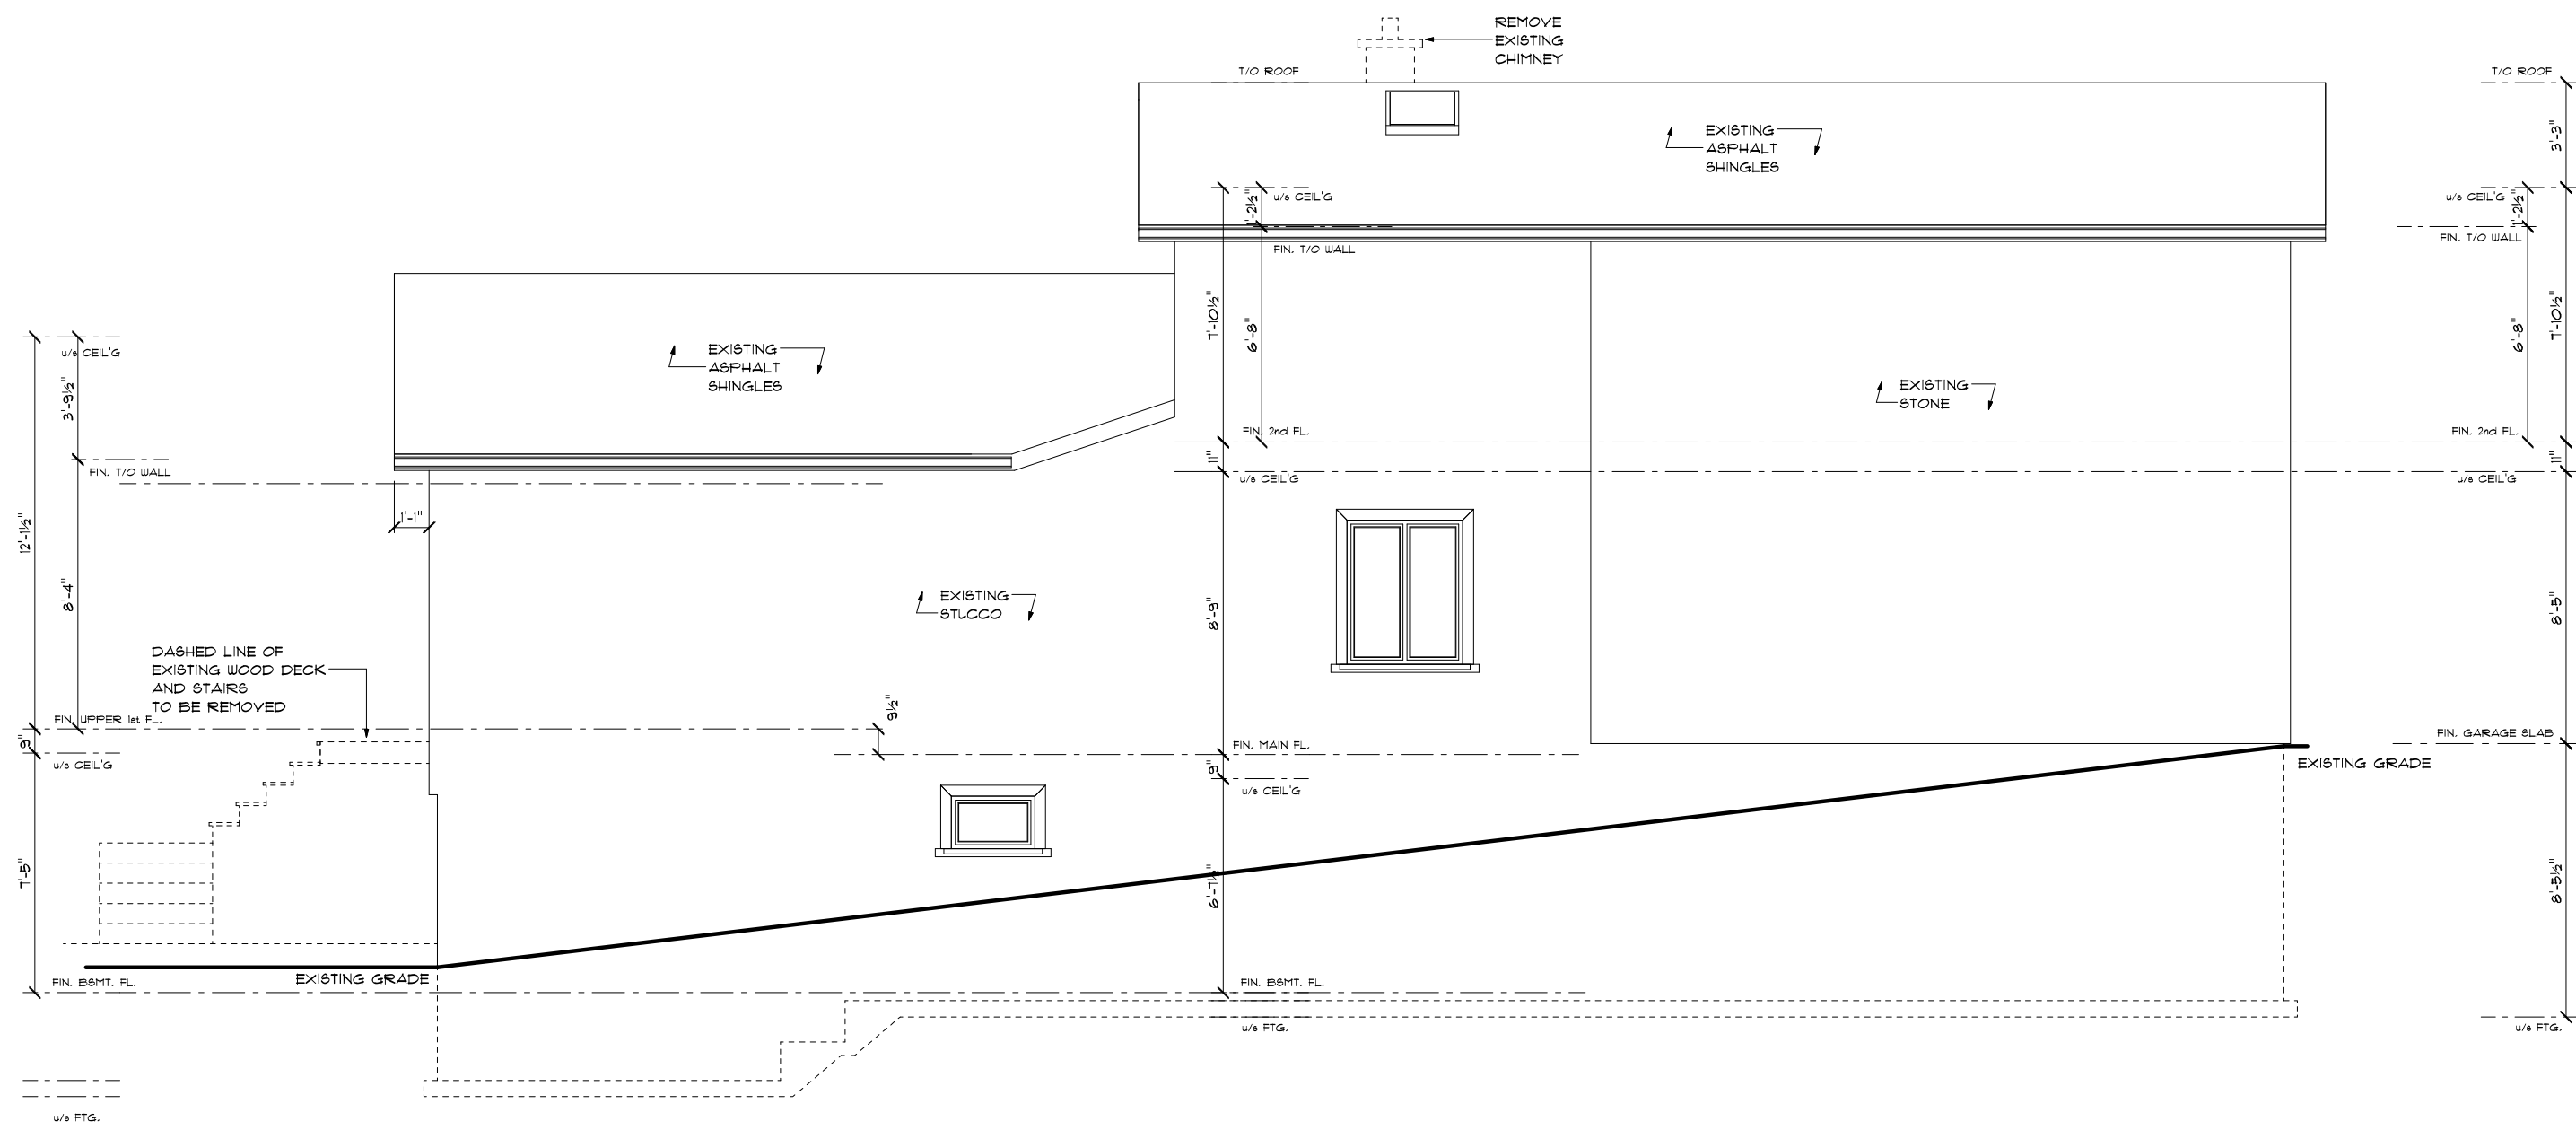 REMOVE
EXISTING
CHIMNEY
T/O ROOF
T/O ROOF
3'-3"
EXISTING
ASPHALT
SHINGLES
u/s CEIL'G
1'-2½"
FIN. T/O WALL
u/s CEIL'G
1'-2½"
FIN. T/O WALL
7'-10½"
6'-8"
6'-8"
7'-10½"
u/s CEIL'G
3'-9½"
EXISTING
ASPHALT
SHINGLES
EXISTING
STONE
FIN. 2nd FL.
FIN. 2nd FL.
11"
11"
FIN. T/O WALL
u/s CEIL'G
u/s CEIL'G
1'-1"
12'-1½"
8'-4"
EXISTING
STUCCO
8'-9"
8'-5"
DASHED LINE OF
EXISTING WOOD DECK
AND STAIRS
TO BE REMOVED
FIN. UPPER 1st FL.
9½"
9"
u/s CEIL'G
FIN. MAIN FL.
9"
u/s CEIL'G
FIN. GARAGE SLAB
EXISTING GRADE
7'-5"
6'-7½"
8'-5½"
EXISTING GRADE
FIN. BSMT. FL.
FIN. BSMT. FL.
u/s FTG.
u/s FTG.
u/s FTG.